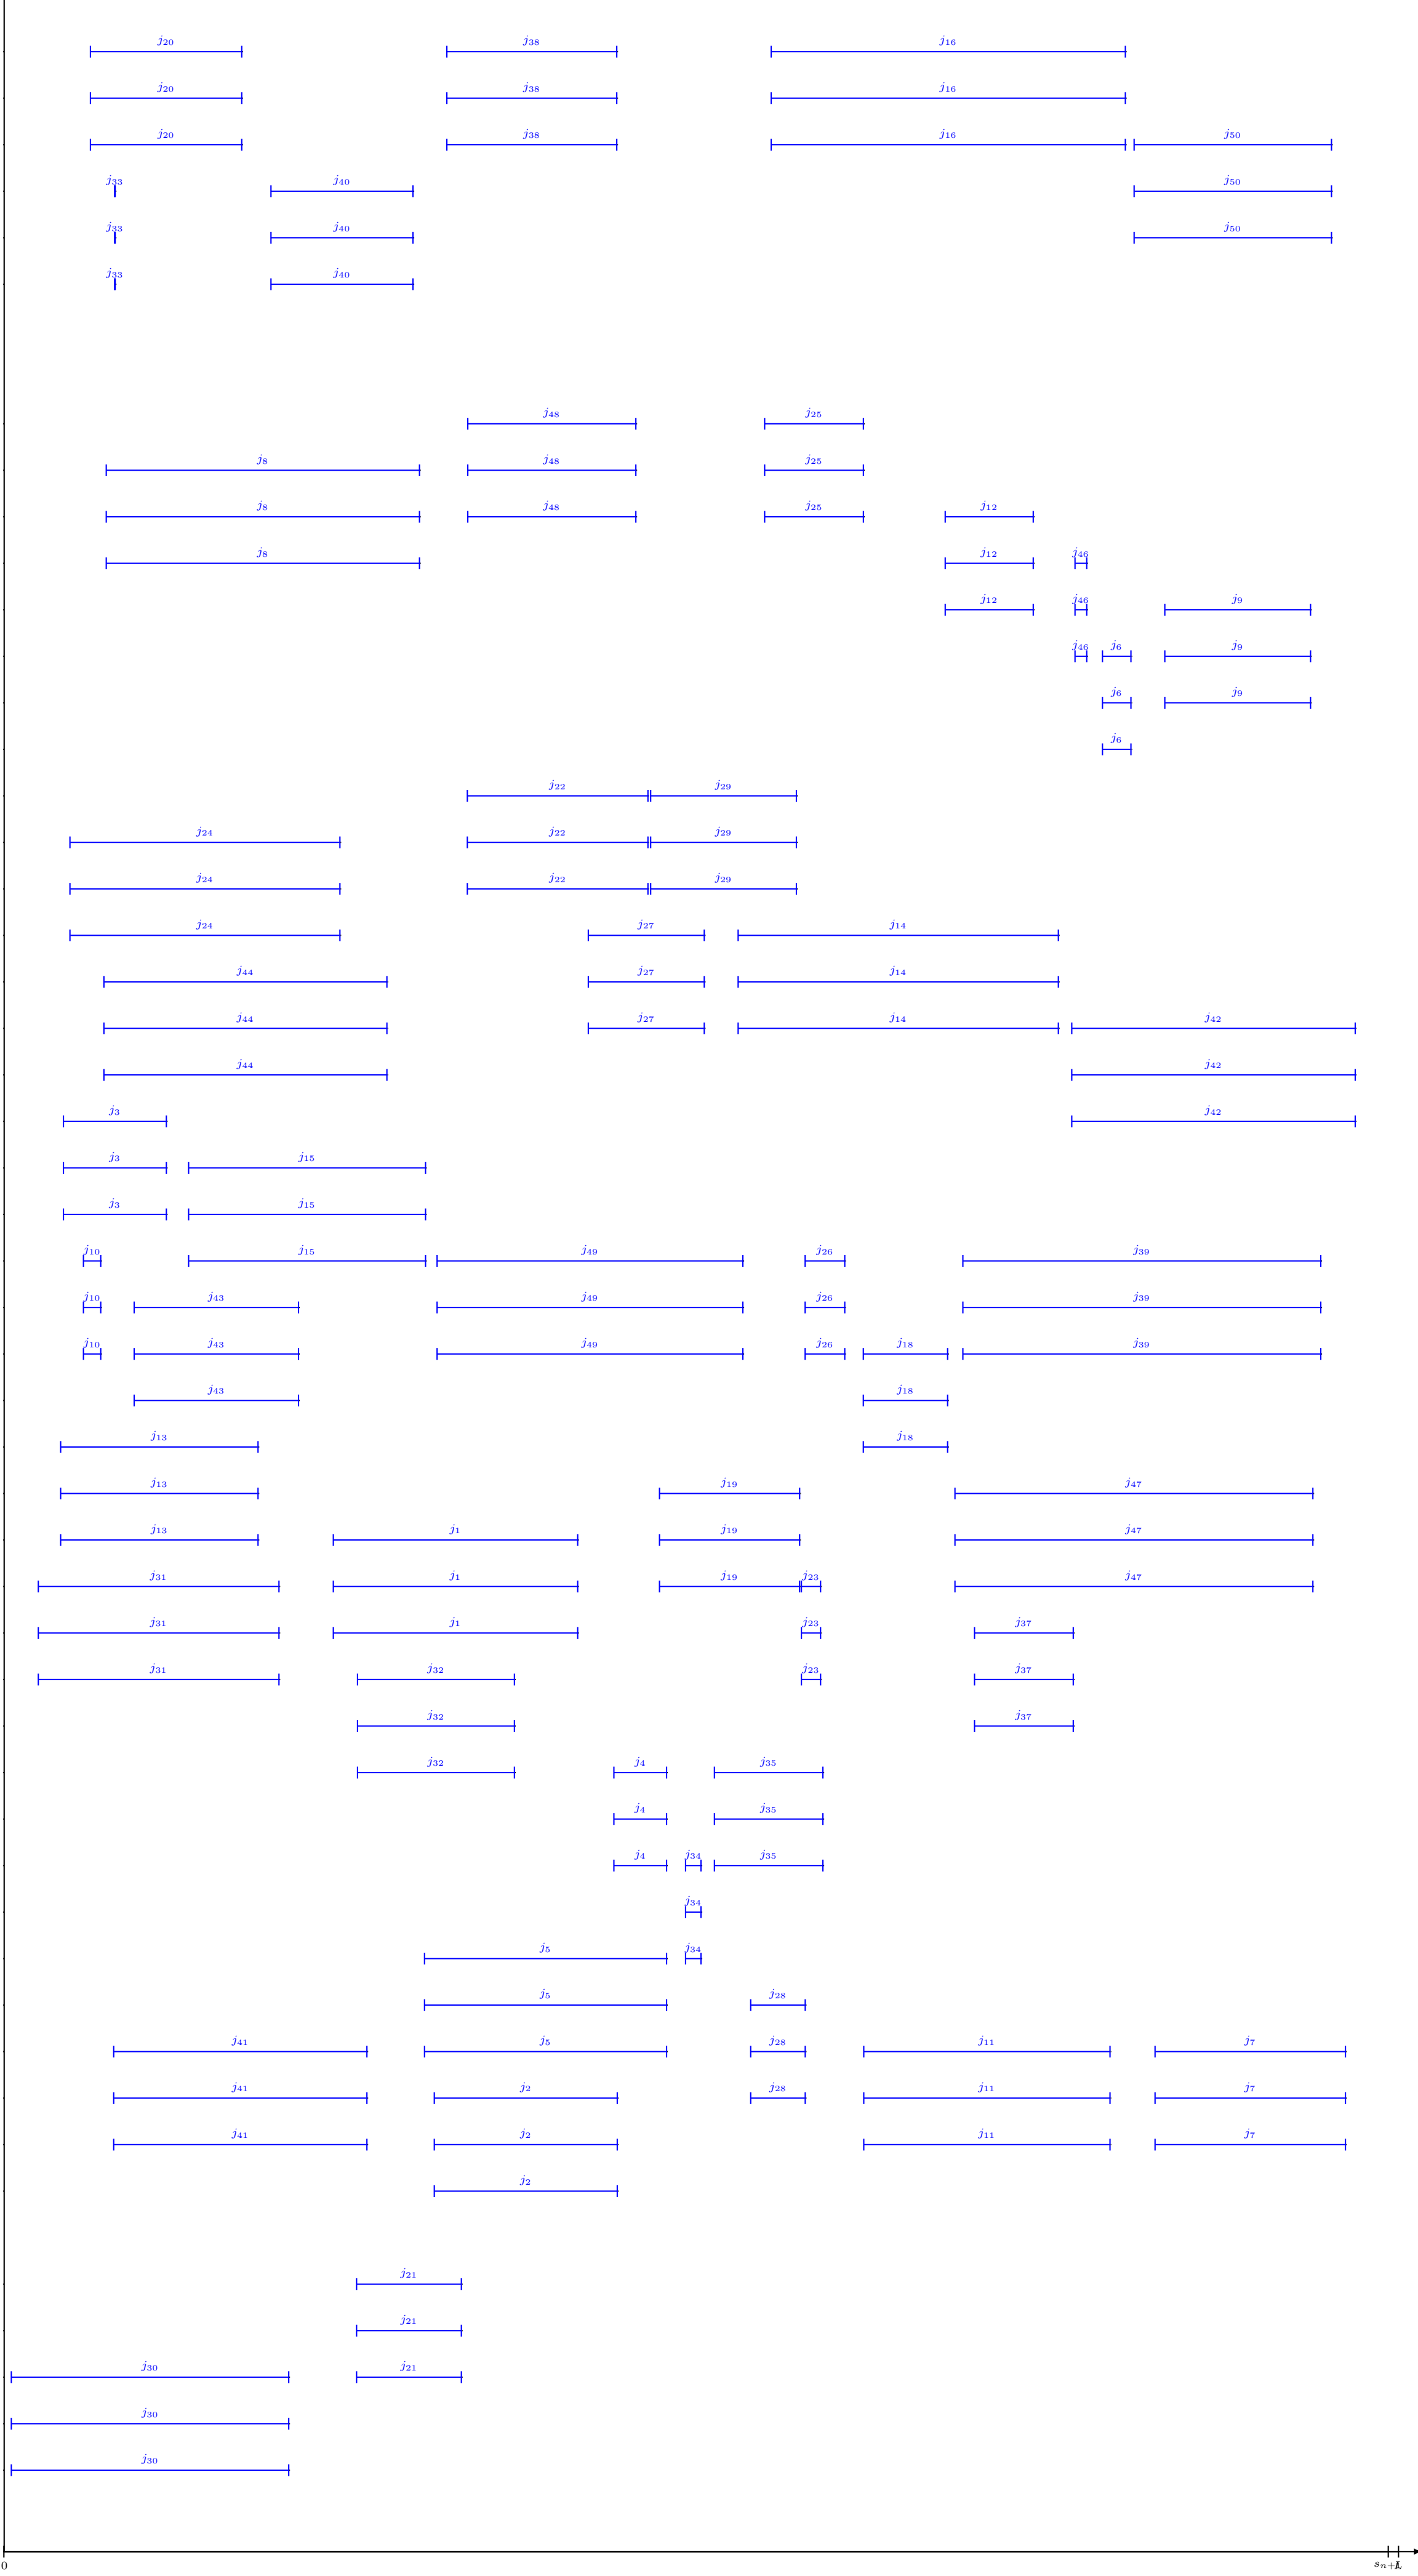 j₂₀ j₃₈ j₁₆
j₂₀ j₃₈ j₁₆
j₂₀ j₃₈ j₁₆ j₅₀
j₃₃ j₄₀ j₅₀
j₃₃ j₄₀ j₅₀
j₃₃ j₄₀
j₄₈ j₂₅
j₈ j₄₈ j₂₅
j₈ j₄₈ j₂₅ j₁₂
j₈ j₁₂ j₄₆
j₁₂ j₄₆ j₉
j₄₆ j₆ j₉
j₆ j₉
j₆
j₂₂ j₂₉
j₂₄ j₂₂ j₂₉
j₂₄ j₂₂ j₂₉
j₂₄ j₂₇ j₁₄
j₄₄ j₂₇ j₁₄
j₄₄ j₂₇ j₁₄ j₄₂
j₄₄ j₄₂
j₃ j₄₂
j₃ j₁₅
j₃ j₁₅
j₁₀ j₁₅ j₄₉ j₂₆ j₃₉
j₁₀ j₄₃ j₄₉ j₂₆ j₃₉
j₁₀ j₄₃ j₄₉ j₂₆ j₁₈ j₃₉
j₄₃ j₁₈
j₁₃ j₁₈
j₁₃ j₁₉ j₄₇
j₁₃ j₁ j₁₉ j₄₇
j₃₁ j₁ j₁₉ j₂₃ j₄₇
j₃₁ j₁ j₂₃ j₃₇
j₃₁ j₃₂ j₂₃ j₃₇
j₃₂ j₃₇
j₃₂ j₄ j₃₅
j₄ j₃₅
j₄ j₃₄ j₃₅
j₃₄
j₅ j₃₄
j₅ j₂₈
j₄₁ j₅ j₂₈ j₁₁ j₇
j₄₁ j₂ j₂₈ j₁₁ j₇
j₄₁ j₂ j₁₁ j₇
j₂
j₂₁
j₂₁
j₃₀ j₂₁
j₃₀
j₃₀
0